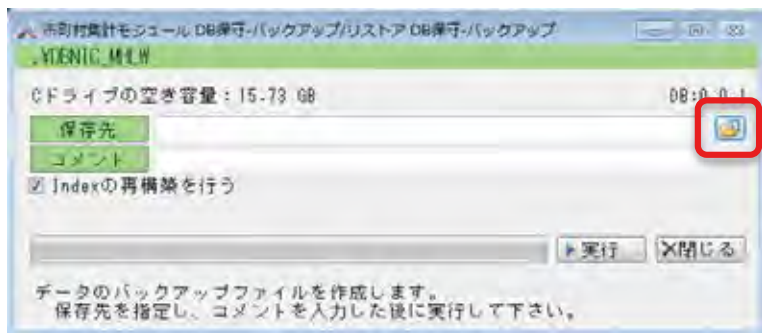 市町村集計モジュール DB保守-バックアップ/リストア DB保守-バックアップ
.¥DBNIC_MHLW
Cドライブの空き容量：15.73 GB
DB:0.0.1
保存先
コメント
Indexの再構築を行う
実行
閉じる
データのバックアップファイルを作成します。
保存先を指定し、コメントを入力した後に実行して下さい。